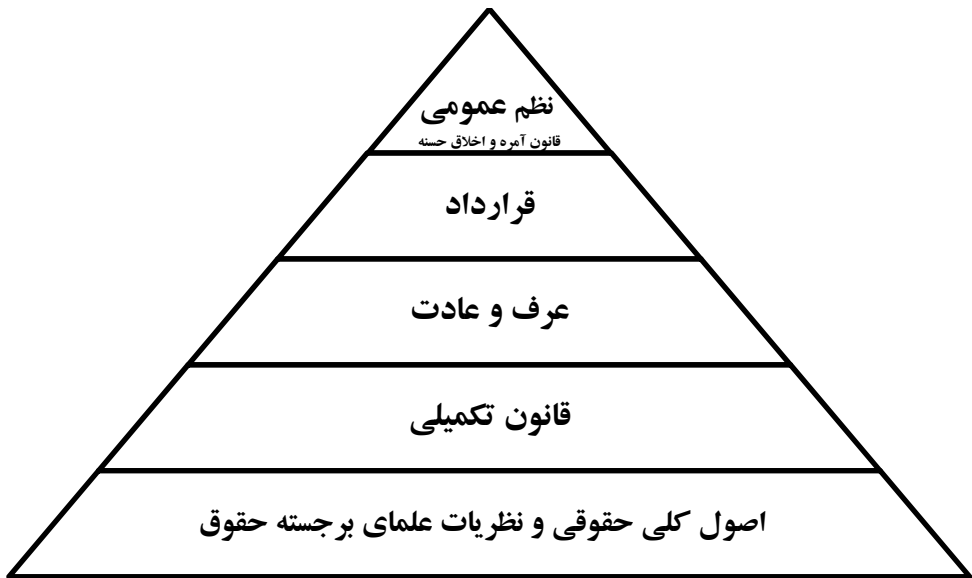 نظم عمومی
قانون آمره و اخلاق حسنه
قرارداد
عرف و عادت
قانون تکمیلی
اصول کلی حقوقی و نظریات علمای برجسته حقوق